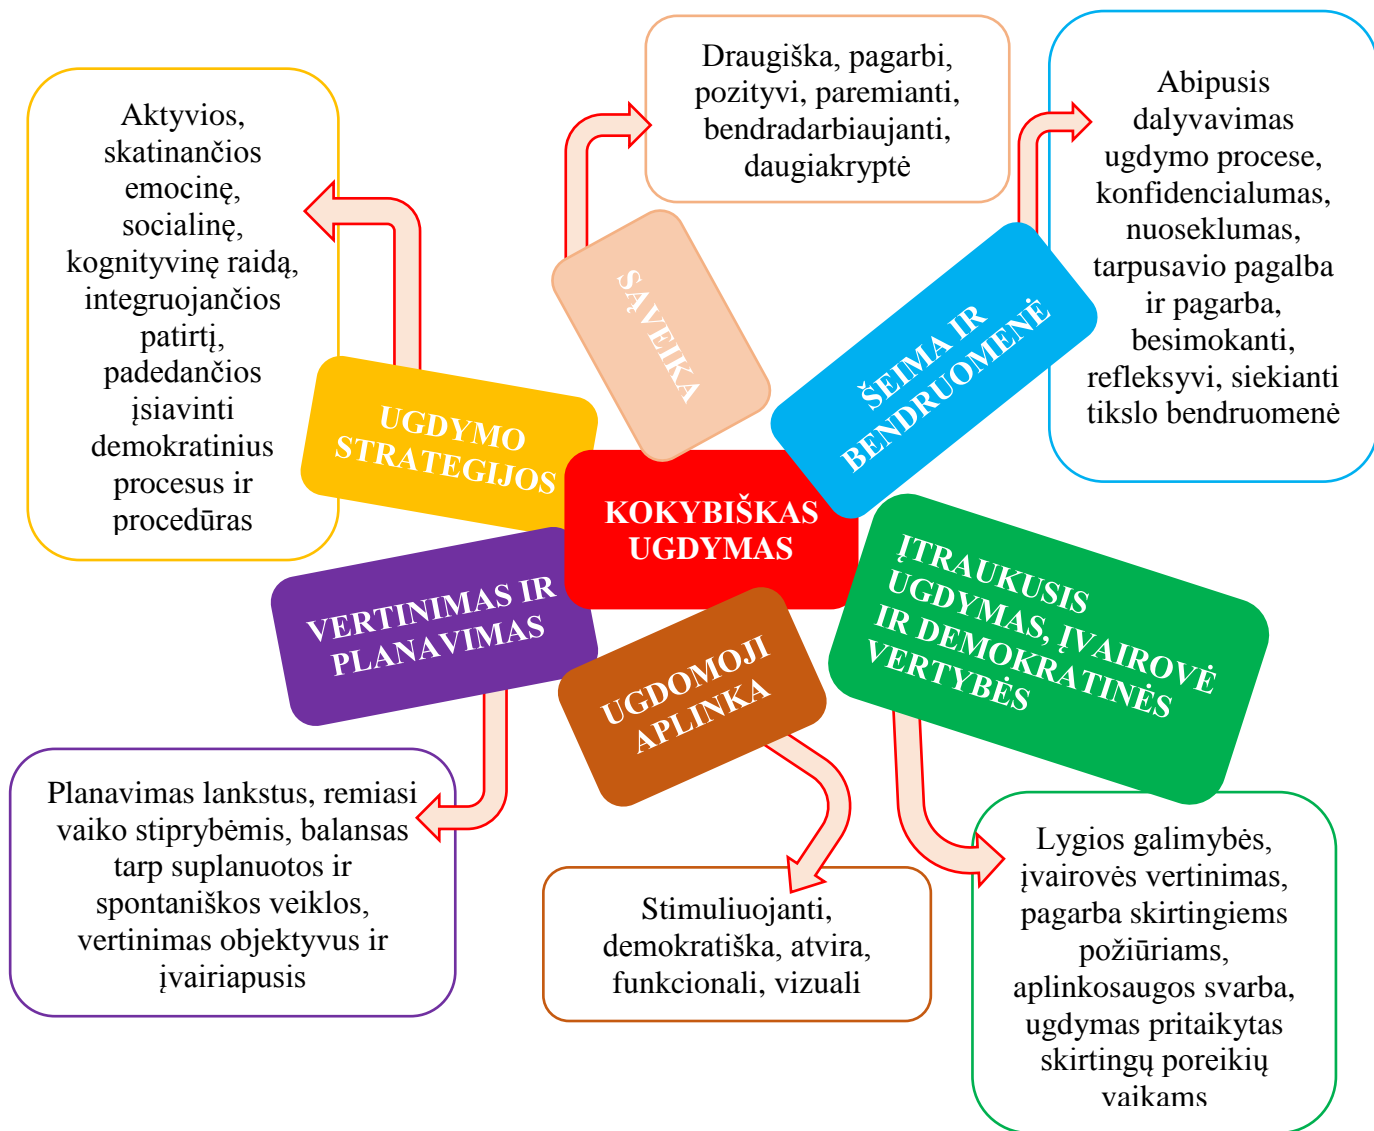 Draugiška, pagarbi,
pozityvi, paremianti,
bendradarbiaujanti,
daugiakryptė
Abipusis
dalyvavimas
ugdymo procese,
konfidencialumas,
nuoseklumas,
tarpusavio pagalba
ir pagarba,
besimokanti,
refleksyvi, siekianti
tikslo bendruomenė
Aktyvios,
skatinančios
emocinę,
socialinę,
kognityvinę raidą,
integruojančios
patirtį,
padedančios
įsiavinti
demokratinius
procesus ir
procedūras
SĄVEIKA
ŠEIMA IR
BENDRUOMENĖ
UGDYMO
STRATEGIJOS
KOKYBIŠKAS
UGDYMAS
ĮTRAUKUSIS
UGDYMAS, ĮVAIROVĖ
IR DEMOKRATINĖS
VERTYBĖS
VERTINIMAS IR
PLANAVIMAS
UGDOMOJI
APLINKA
Planavimas lankstus, remiasi
vaiko stiprybėmis, balansas
tarp suplanuotos ir
spontaniškos veiklos,
vertinimas objektyvus ir
įvairiapusis
Stimuliuojanti,
demokratiška, atvira,
funkcionali, vizuali
Lygios galimybės,
įvairovės vertinimas,
pagarba skirtingiems
požiūriams,
aplinkosaugos svarba,
ugdymas pritaikytas
skirtingų poreikių
vaikams